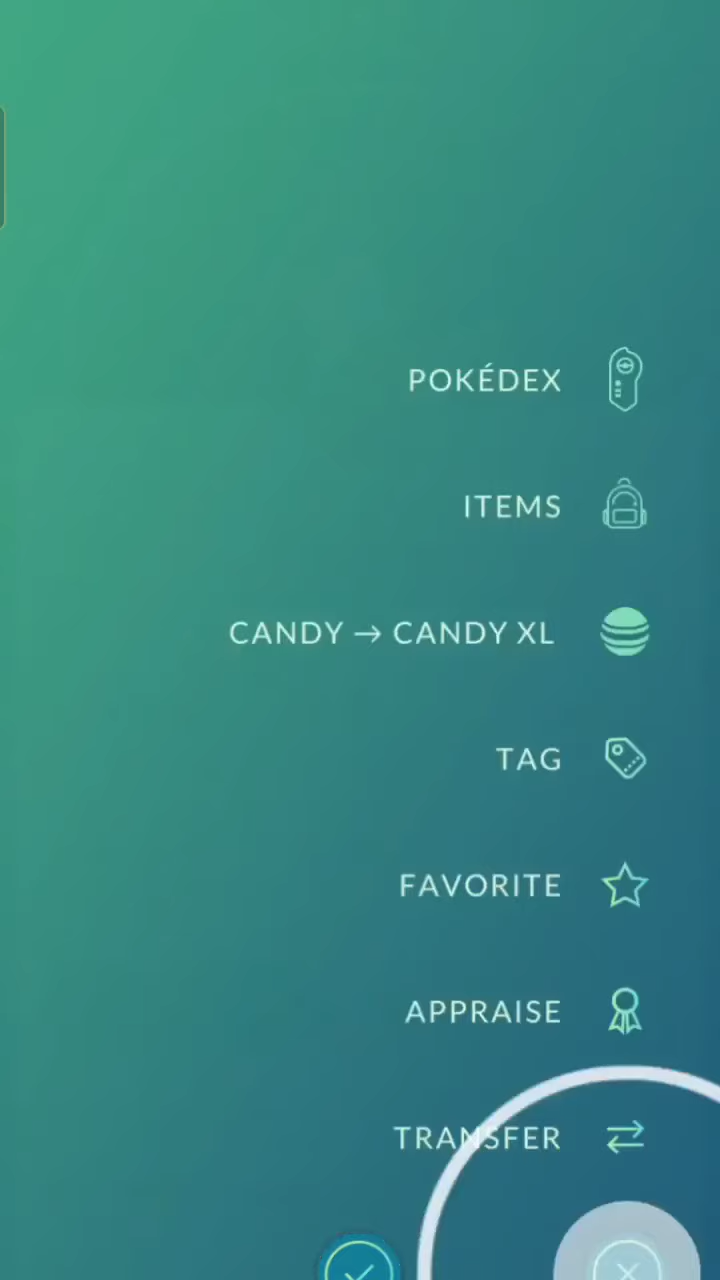 POKÉDEX
ITEMS
CANDY → CANDY XL
TAG
FAVORITE
APPRAISE
TRANSFER